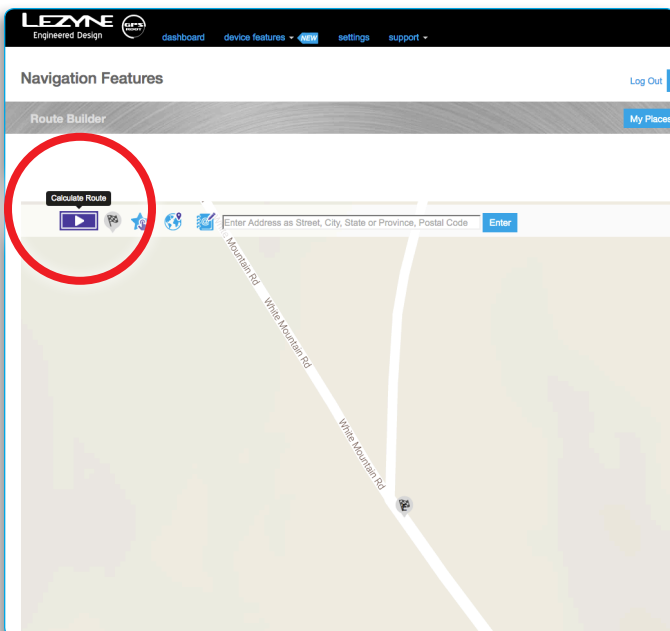 LEZYNE
Engineered Design
GPS
ROOT
dashboard
device features
NEW
settings
support
Navigation Features
Log Out
Route Builder
My Places
Calculate Route
Enter Address as Street, City, State or Province, Postal Code
Enter
Mountain Rd
White Mountain Rd
White Mountain Rd